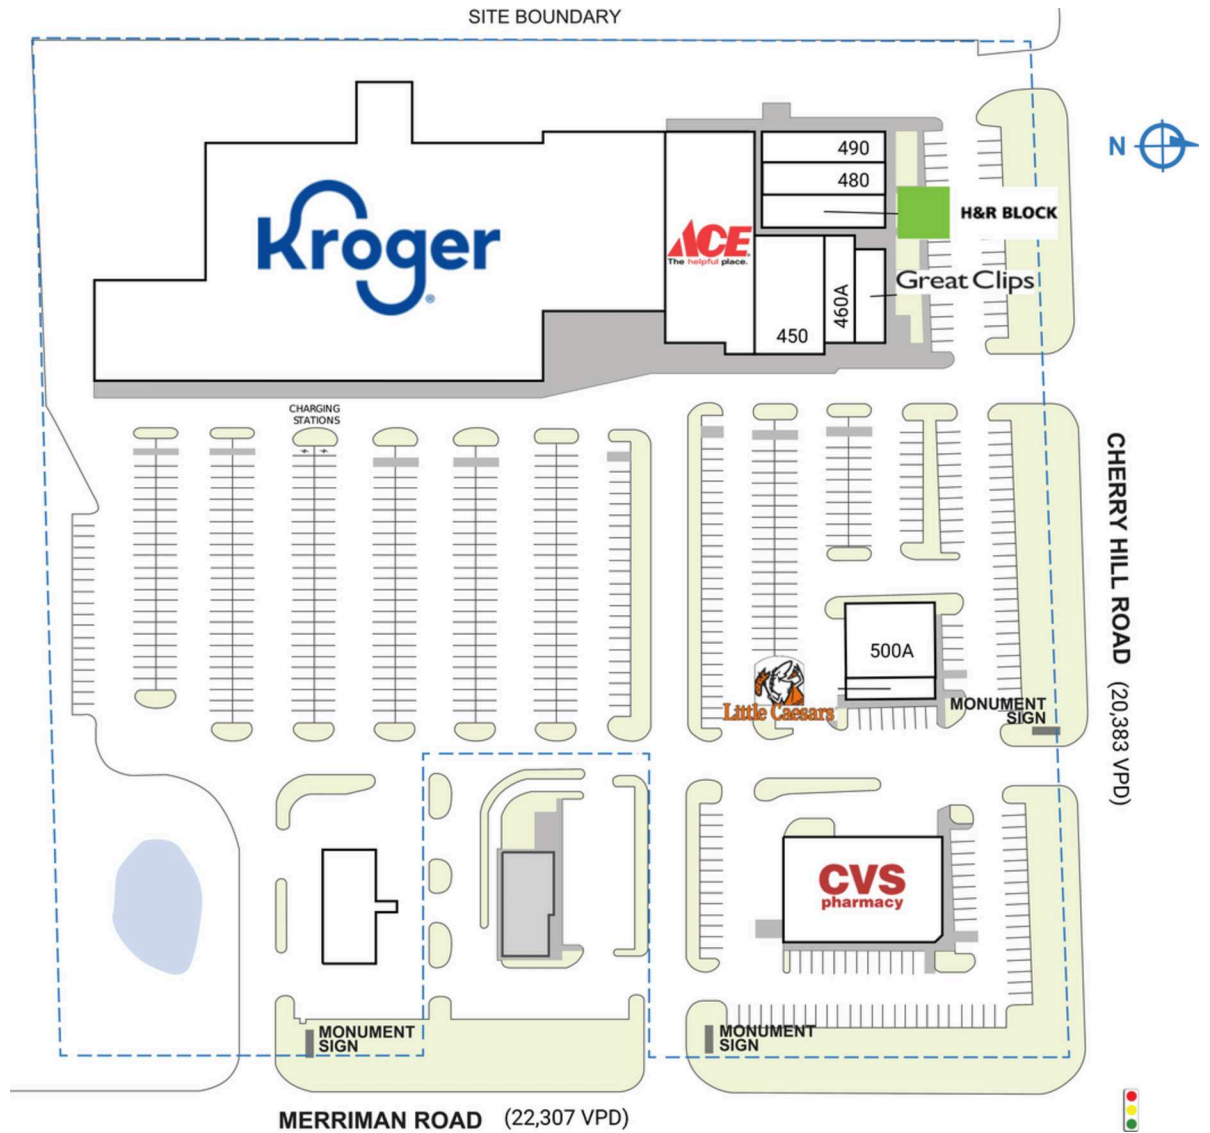 SITE BOUNDARY
N
490
480
H&R BLOCK
Kroger
®
ACE
The helpful place.
Great Clips
460A
450
CHARGING
STATIONS
CHERRY HILL ROAD (20,383 VPD)
500A
Little Caesars
MONUMENT
SIGN
CVS
pharmacy
MONUMENT
SIGN
MONUMENT
SIGN
MERRIMAN ROAD (22,307 VPD)